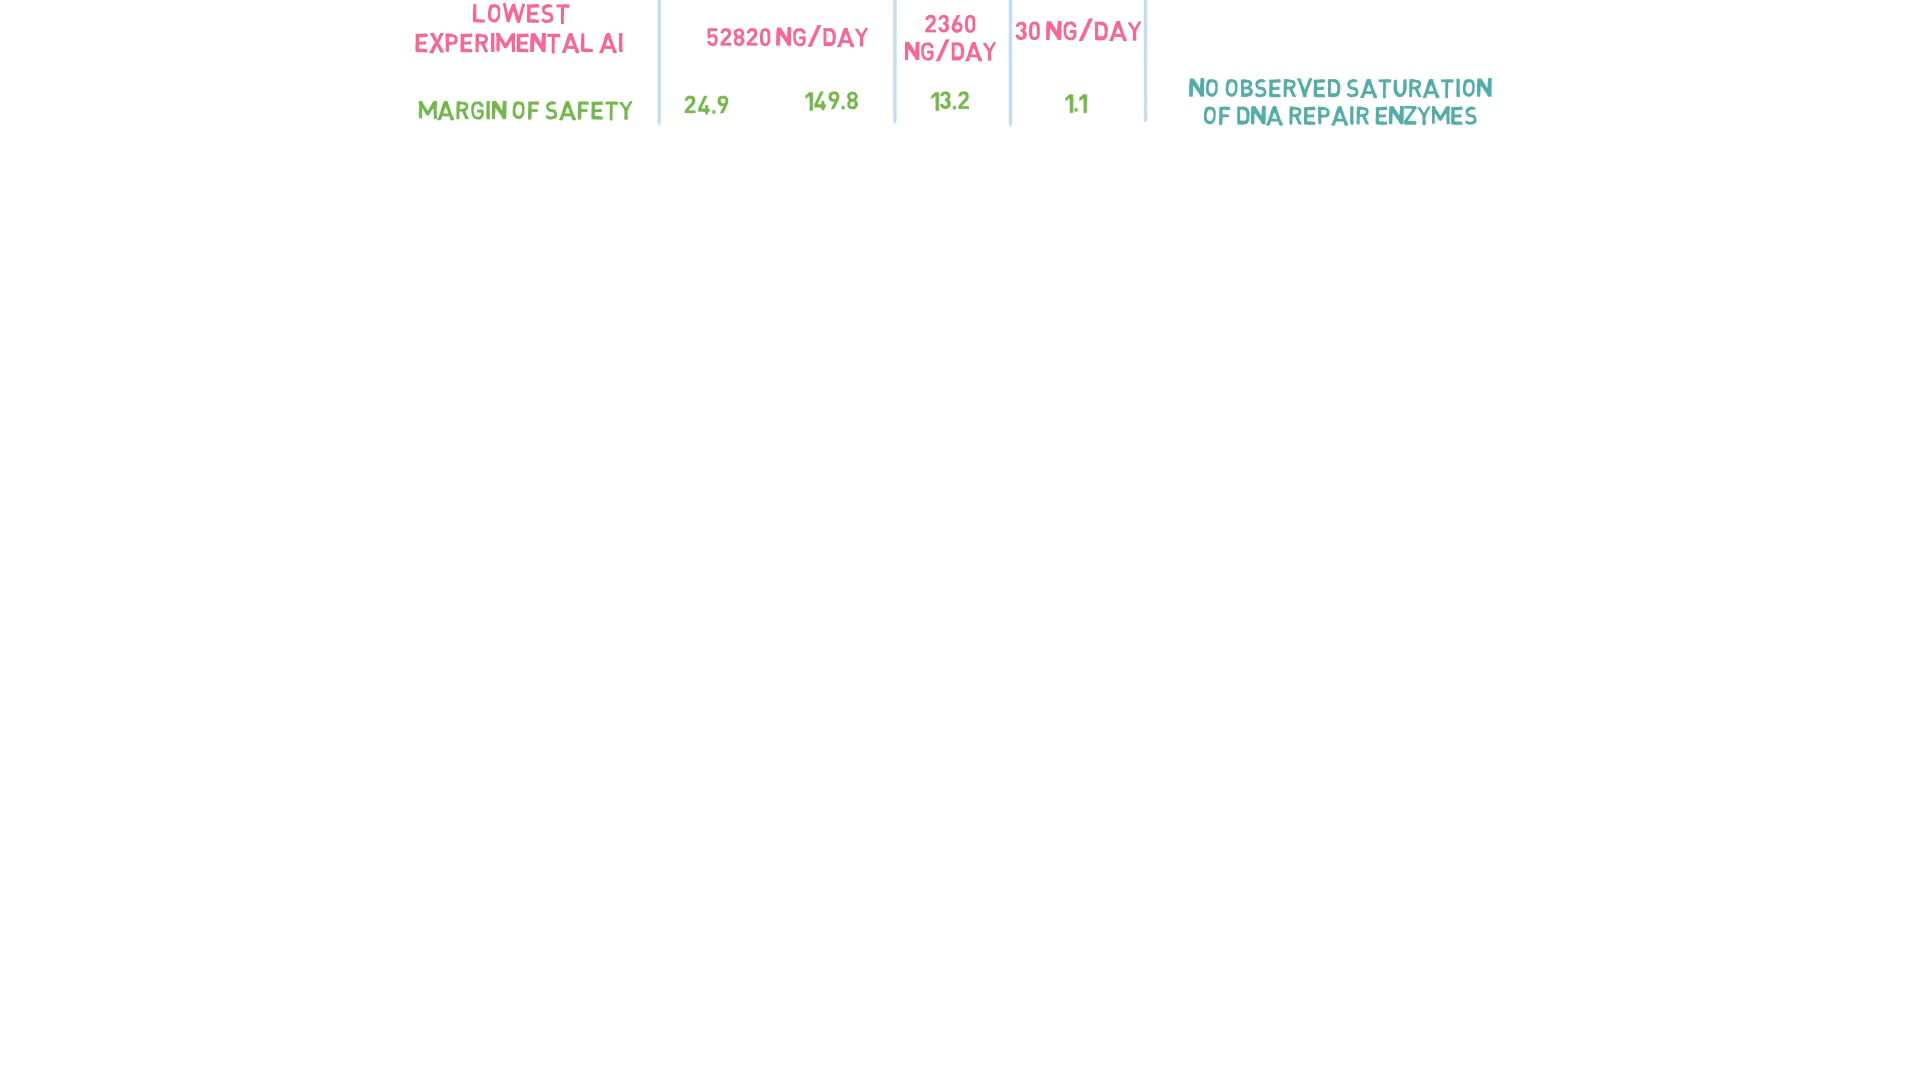 LOWEST
EXPERIMENTAL AI
52820 NG/DAY
2360
NG/DAY
30 NG/DAY
MARGIN OF SAFETY
24.9
149.8
13.2
1.1
NO OBSERVED SATURATION
OF DNA REPAIR ENZYMES